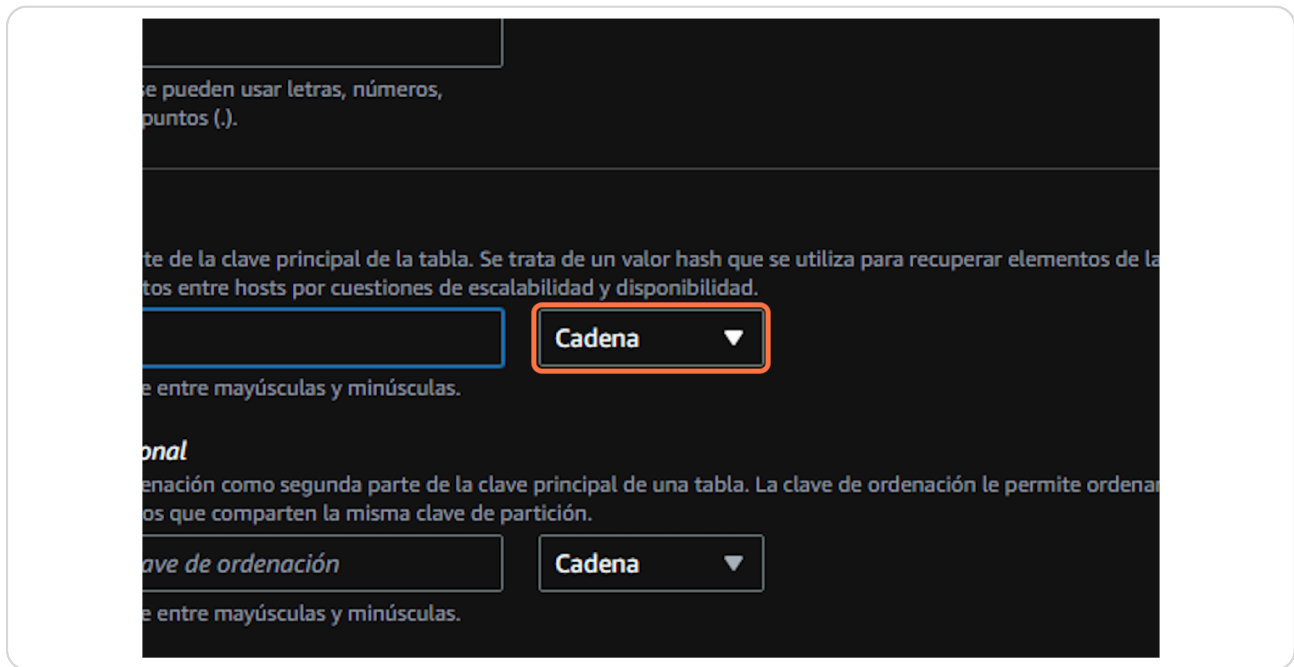 se pueden usar letras, números,
puntos (.).
te de la clave principal de la tabla. Se trata de un valor hash que se utiliza para recuperar elementos de la
tos entre hosts por cuestiones de escalabilidad y disponibilidad.
Cadena
e entre mayúsculas y minúsculas.
onal
enación como segunda parte de la clave principal de una tabla. La clave de ordenación le permite ordenar
os que comparten la misma clave de partición.
ave de ordenación Cadena
e entre mayúsculas y minúsculas.